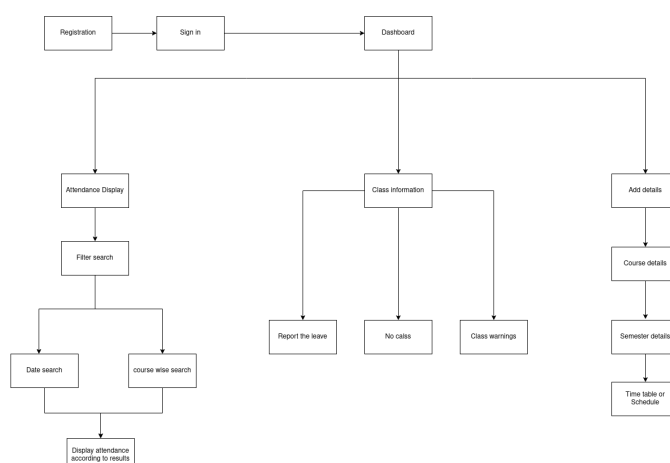 Registration
Sign in
Dashboard
Attendance Display
Class Information
Add details
Filter search
Course details
Report the leave
No calss
Class warnings
Semester details
Date search
course wise search
Time table or
Schedule
Display attendance
according to results